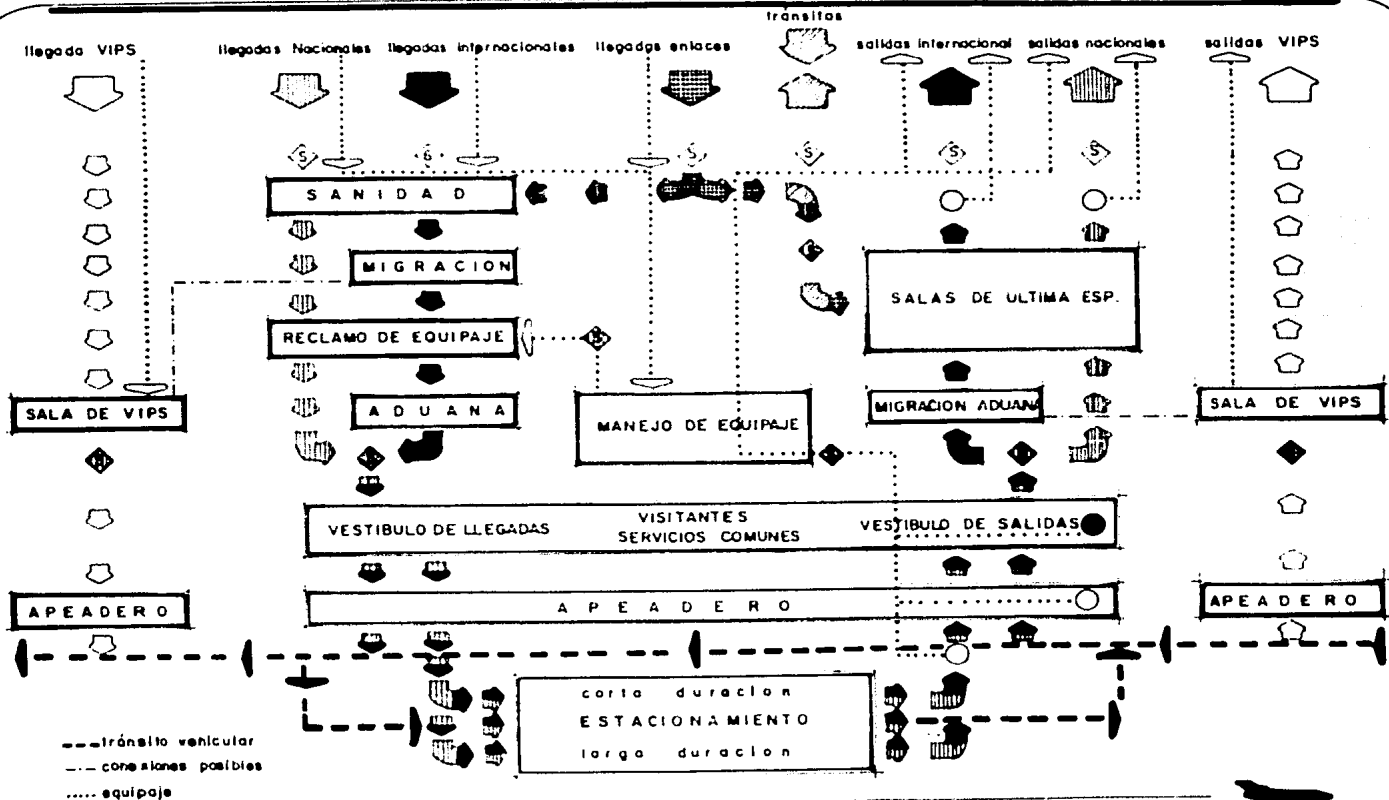 tránsitos
llegada VIPS
llegadas Nacionales
llegadas internacionales
llegadas enlaces
salidas internacional
salidas nacionales
salidas VIPS
S
6
S
S
S
S
SANIDAD
MIGRACION
SALAS DE ULTIMA ESP.
RECLAMO DE EQUIPAJE
SALA DE VIPS
ADUANA
MANEJO DE EQUIPAJE
MIGRACION ADUANA
SALA DE VIPS
VESTIBULO DE LLEGADAS
VISITANTES
SERVICIOS COMUNES
VESTIBULO DE SALIDAS
APEADERO
APEADERO
APEADERO
corta duracion
ESTACIONAMIENTO
larga duracion
tránsito vehicular
conexiones posibles
equipaje